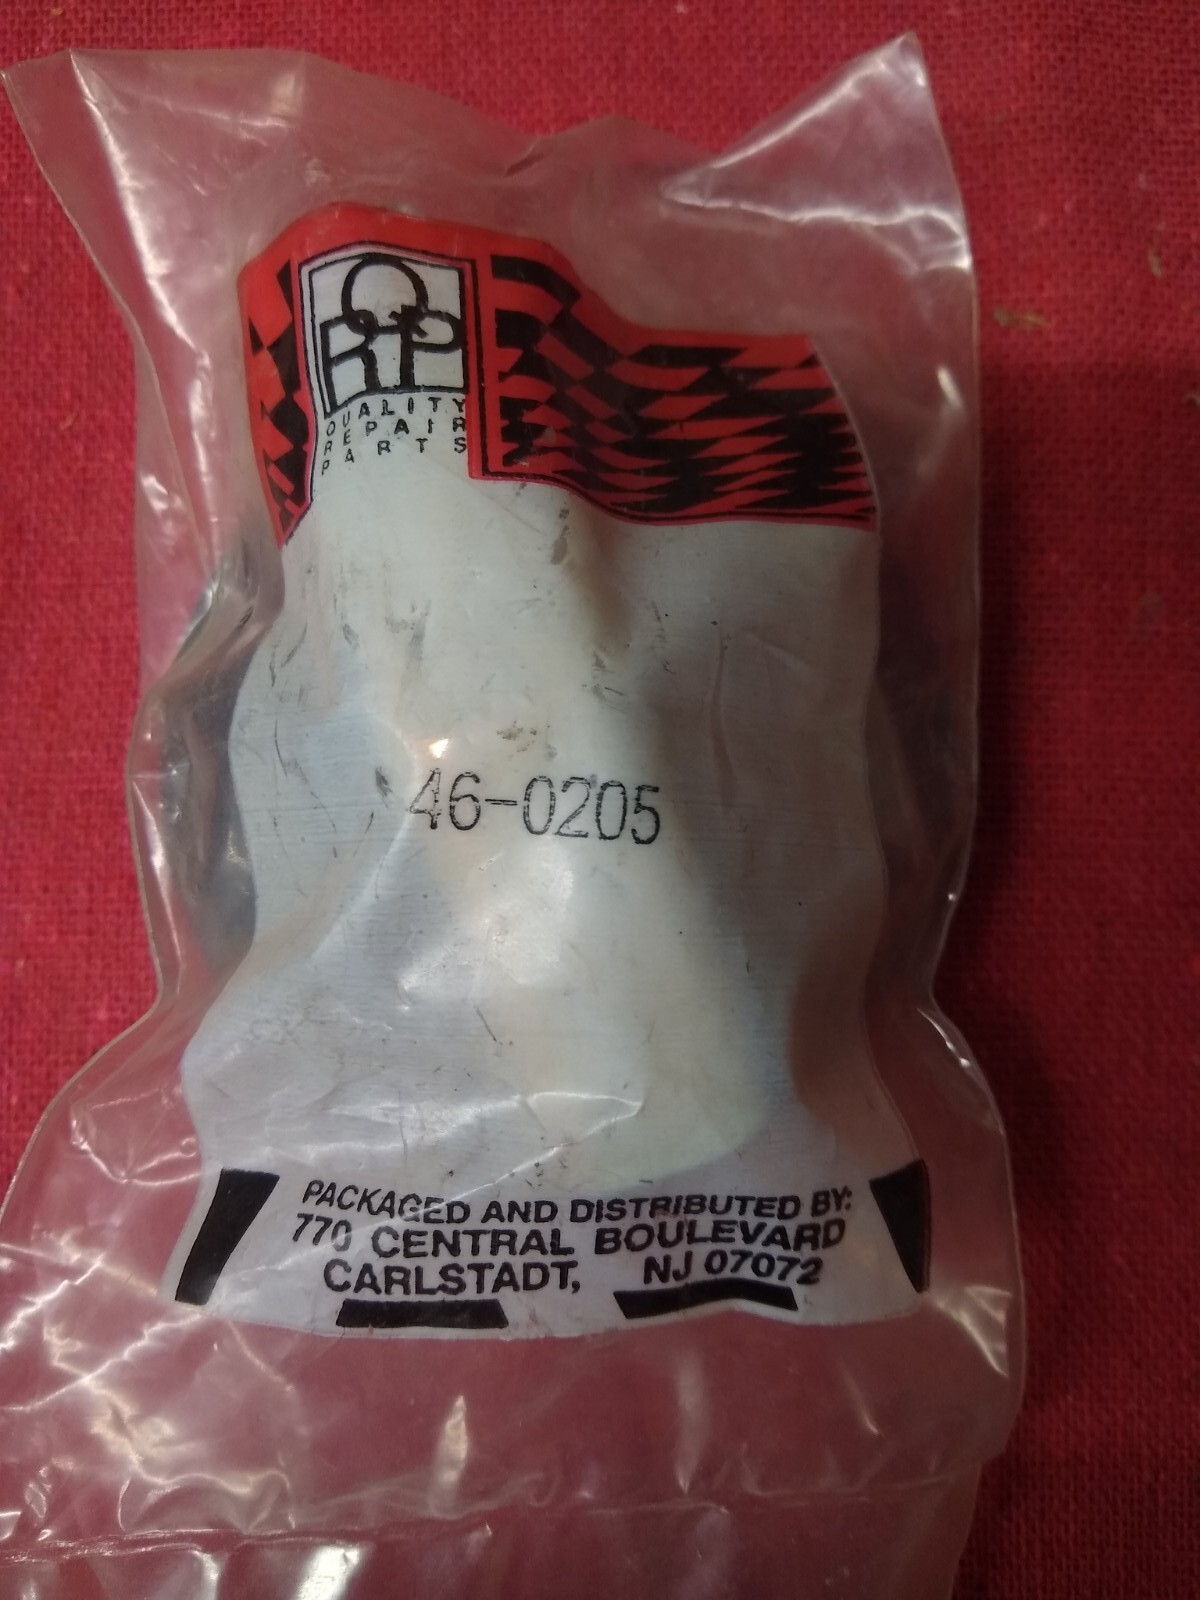 QRP
QUALITY
REPAIR
PARTS
46-0205
PACKAGED AND DISTRIBUTED BY:
770 CENTRAL BOULEVARD
CARLSTADT, NJ 07072